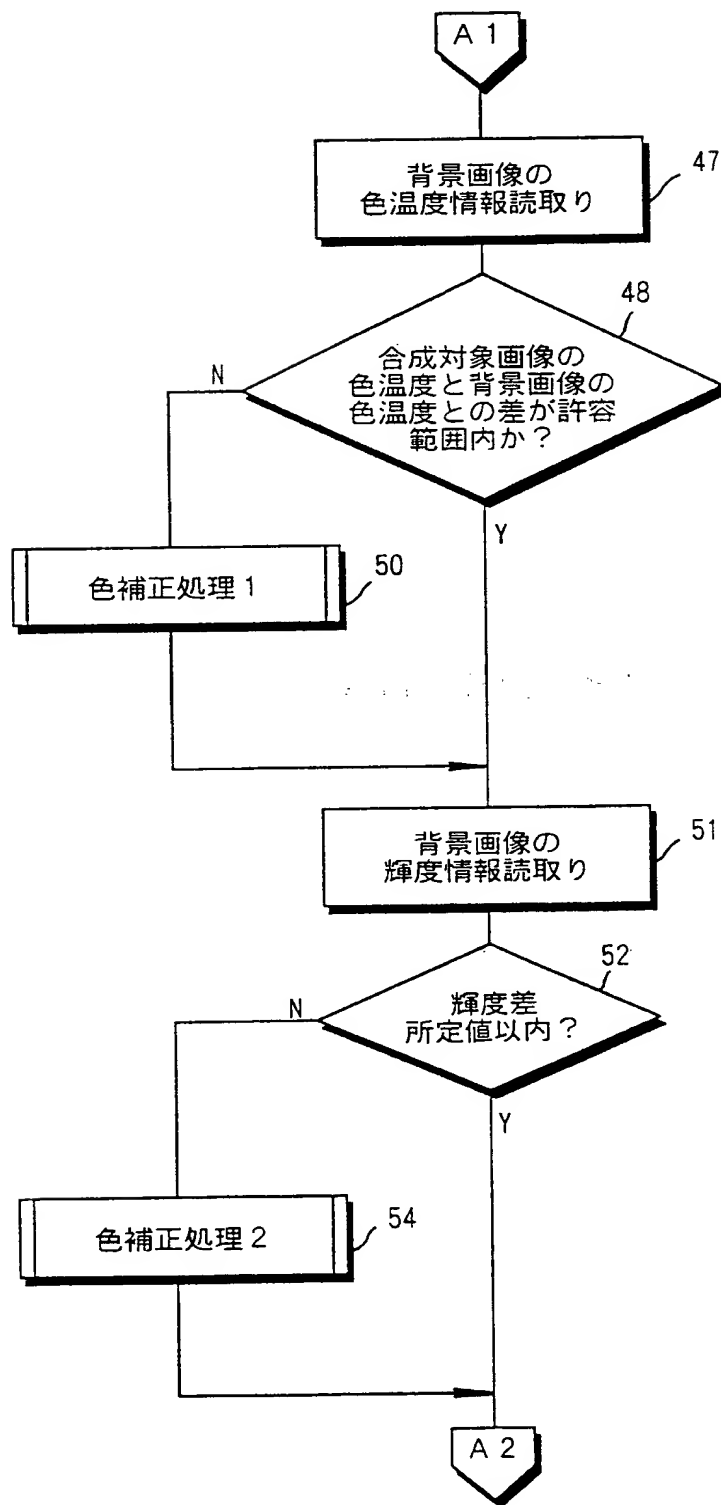 A 1
背景画像の
色温度情報読取り
47
48
合成対象画像の
色温度と背景画像の
色温度との差が許容
範囲内か？
N
Y
色補正処理1
50
背景画像の
輝度情報読取り
51
52
輝度差
所定値以内？
N
Y
色補正処理2
54
A 2